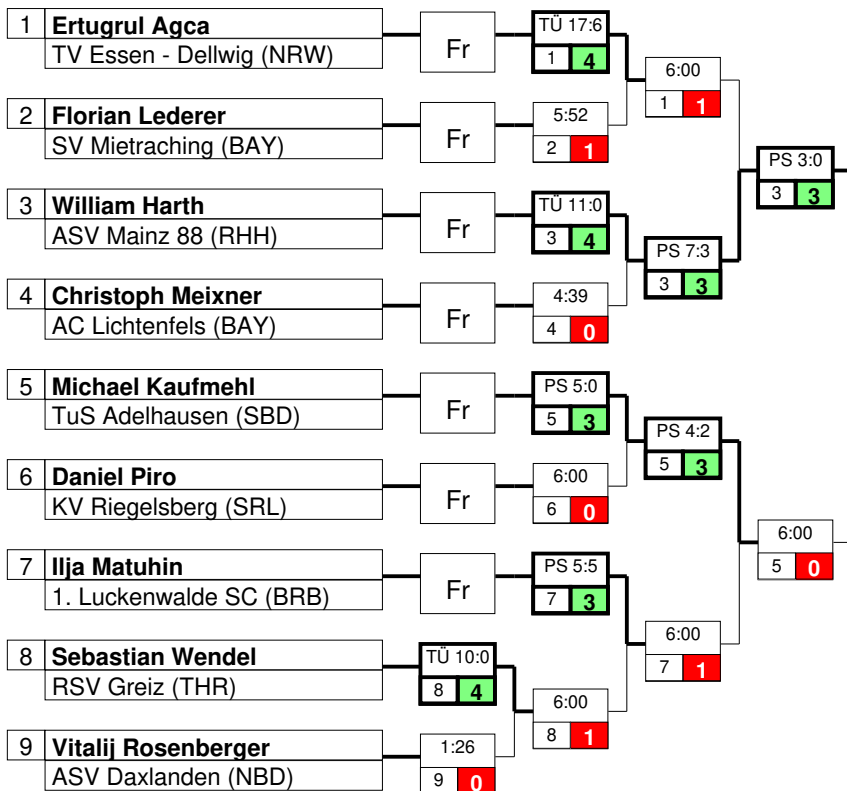 1 Ertugrul Agca
TV Essen - Dellwig (NRW)
Fr
TÜ 17:6
1 4
6:00
1 1
2 Florian Lederer
SV Mietraching (BAY)
Fr
5:52
2 1
PS 3:0
3 3
3 William Harth
ASV Mainz 88 (RHH)
Fr
TÜ 11:0
3 4
PS 7:3
3 3
4 Christoph Meixner
AC Lichtenfels (BAY)
Fr
4:39
4 0
5 Michael Kaufmehl
TuS Adelhausen (SBD)
Fr
PS 5:0
5 3
PS 4:2
5 3
6 Daniel Piro
KV Riegelsberg (SRL)
Fr
6:00
6 0
6:00
5 0
7 Ilja Matuhin
1. Luckenwalde SC (BRB)
Fr
PS 5:5
7 3
6:00
7 1
8 Sebastian Wendel
RSV Greiz (THR)
TÜ 10:0
8 4
6:00
8 1
9 Vitalij Rosenberger
ASV Daxlanden (NBD)
1:26
9 0